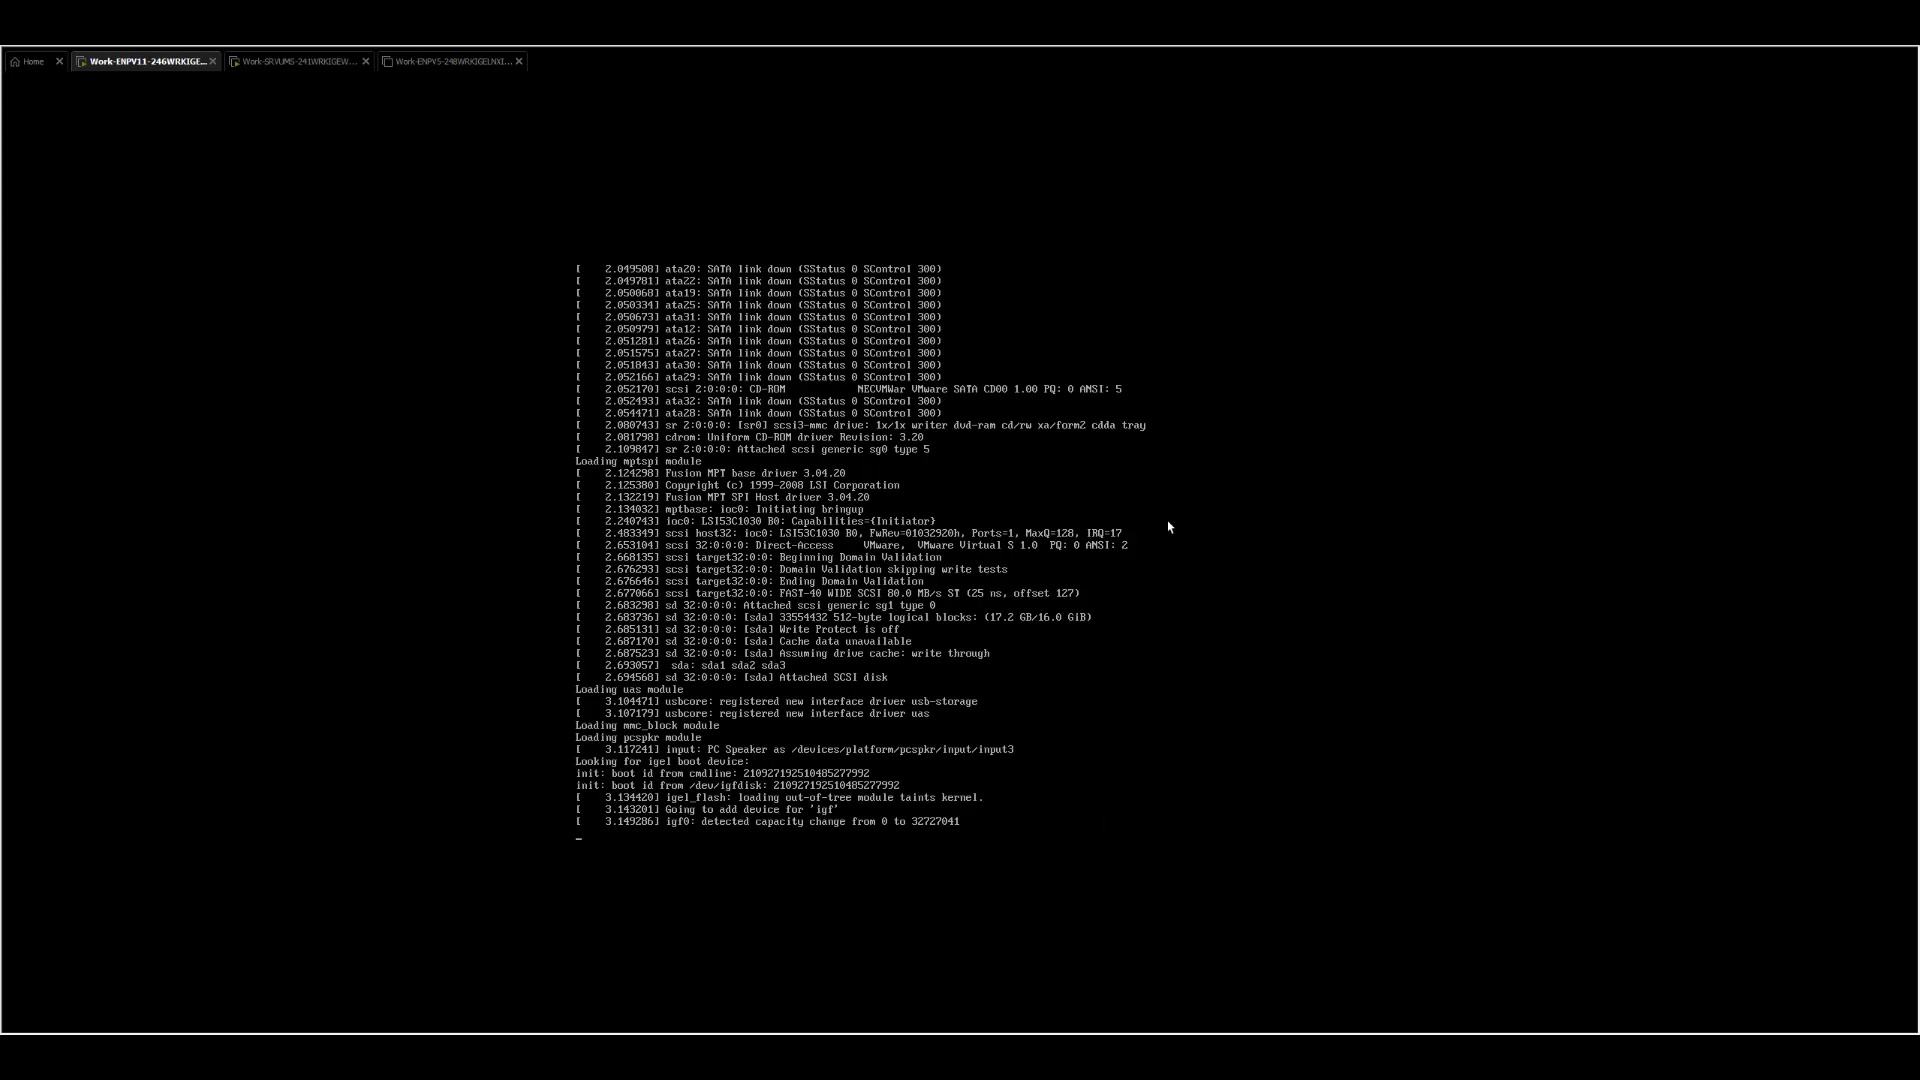 Home
Work-ENPV11-246WRKIGE...
Work-SRVUMS-241WRKIGEW...
Work-ENPV5-248WRKIGELNXI...
[    2.049508] ata20: SATA link down (SStatus 0 SControl 300)
[    2.049781] ata22: SATA link down (SStatus 0 SControl 300)
[    2.050068] ata19: SATA link down (SStatus 0 SControl 300)
[    2.050334] ata25: SATA link down (SStatus 0 SControl 300)
[    2.050673] ata31: SATA link down (SStatus 0 SControl 300)
[    2.050979] ata12: SATA link down (SStatus 0 SControl 300)
[    2.051281] ata26: SATA link down (SStatus 0 SControl 300)
[    2.051575] ata27: SATA link down (SStatus 0 SControl 300)
[    2.051843] ata30: SATA link down (SStatus 0 SControl 300)
[    2.052166] ata29: SATA link down (SStatus 0 SControl 300)
[    2.052170] scsi 2:0:0:0: CD-ROM            NECVMWar VMware SATA CD00 1.00 PQ: 0 ANSI: 5
[    2.052493] ata32: SATA link down (SStatus 0 SControl 300)
[    2.054471] ata28: SATA link down (SStatus 0 SControl 300)
[    2.080743] sr 2:0:0:0: [sr0] scsi3-mmc drive: 1x/1x writer dvd-ram cd/rw xa/form2 cdda tray
[    2.081798] cdrom: Uniform CD-ROM driver Revision: 3.20
[    2.109847] sr 2:0:0:0: Attached scsi generic sg0 type 5
Loading mptspi module
[    2.124298] Fusion MPT base driver 3.04.20
[    2.125380] Copyright (c) 1999-2008 LSI Corporation
[    2.132219] Fusion MPT SPI Host driver 3.04.20
[    2.134032] mptbase: ioc0: Initiating bringup
[    2.240743] ioc0: LSI53C1030 B0: Capabilities={Initiator}
[    2.483349] scsi host32: ioc0: LSI53C1030 B0, FwRev=01032920h, Ports=1, MaxQ=128, IRQ=17
[    2.653104] scsi 32:0:0:0: Direct-Access     VMware,  VMware Virtual S 1.0  PQ: 0 ANSI: 2
[    2.668135] scsi target32:0:0: Beginning Domain Validation
[    2.676293] scsi target32:0:0: Domain Validation skipping write tests
[    2.676646] scsi target32:0:0: Ending Domain Validation
[    2.677066] scsi target32:0:0: FAST-40 WIDE SCSI 80.0 MB/s ST (25 ns, offset 127)
[    2.683298] sd 32:0:0:0: Attached scsi generic sg1 type 0
[    2.683736] sd 32:0:0:0: [sda] 33554432 512-byte logical blocks: (17.2 GB/16.0 GiB)
[    2.685131] sd 32:0:0:0: [sda] Write Protect is off
[    2.687170] sd 32:0:0:0: [sda] Cache data unavailable
[    2.687523] sd 32:0:0:0: [sda] Assuming drive cache: write through
[    2.693057]  sda: sda1 sda2 sda3
[    2.694568] sd 32:0:0:0: [sda] Attached SCSI disk
Loading uas module
[    3.104471] usbcore: registered new interface driver usb-storage
[    3.107179] usbcore: registered new interface driver uas
Loading mmc_block module
Loading pcspkr module
[    3.117241] input: PC Speaker as /devices/platform/pcspkr/input/input3
Looking for igel boot device:
init: boot id from cmdline: 210927192510485277992
init: boot id from /dev/igfdisk: 210927192510485277992
[    3.134420] igel_flash: loading out-of-tree module taints kernel.
[    3.143201] Going to add device for 'igf'
[    3.149286] igf0: detected capacity change from 0 to 32727041
_